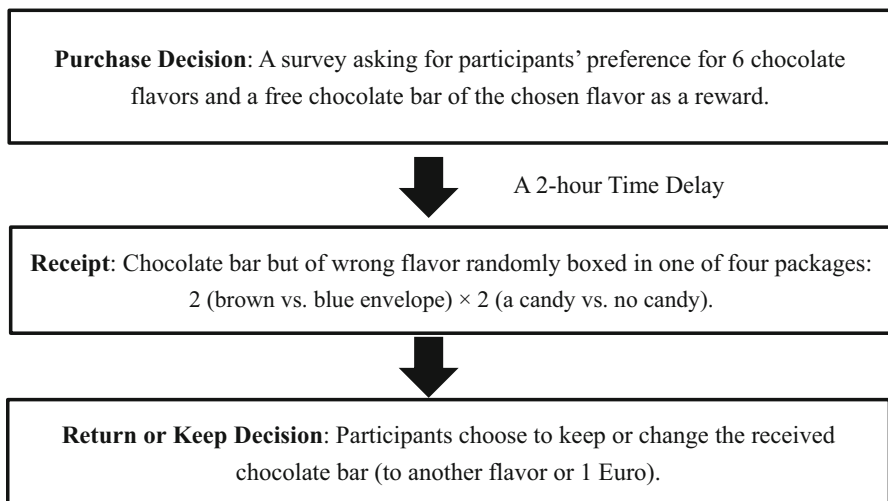 Purchase Decision: A survey asking for participants’ preference for 6 chocolate
flavors and a free chocolate bar of the chosen flavor as a reward.
A 2-hour Time Delay
Receipt: Chocolate bar but of wrong flavor randomly boxed in one of four packages:
2 (brown vs. blue envelope) × 2 (a candy vs. no candy).
Return or Keep Decision: Participants choose to keep or change the received
chocolate bar (to another flavor or 1 Euro).